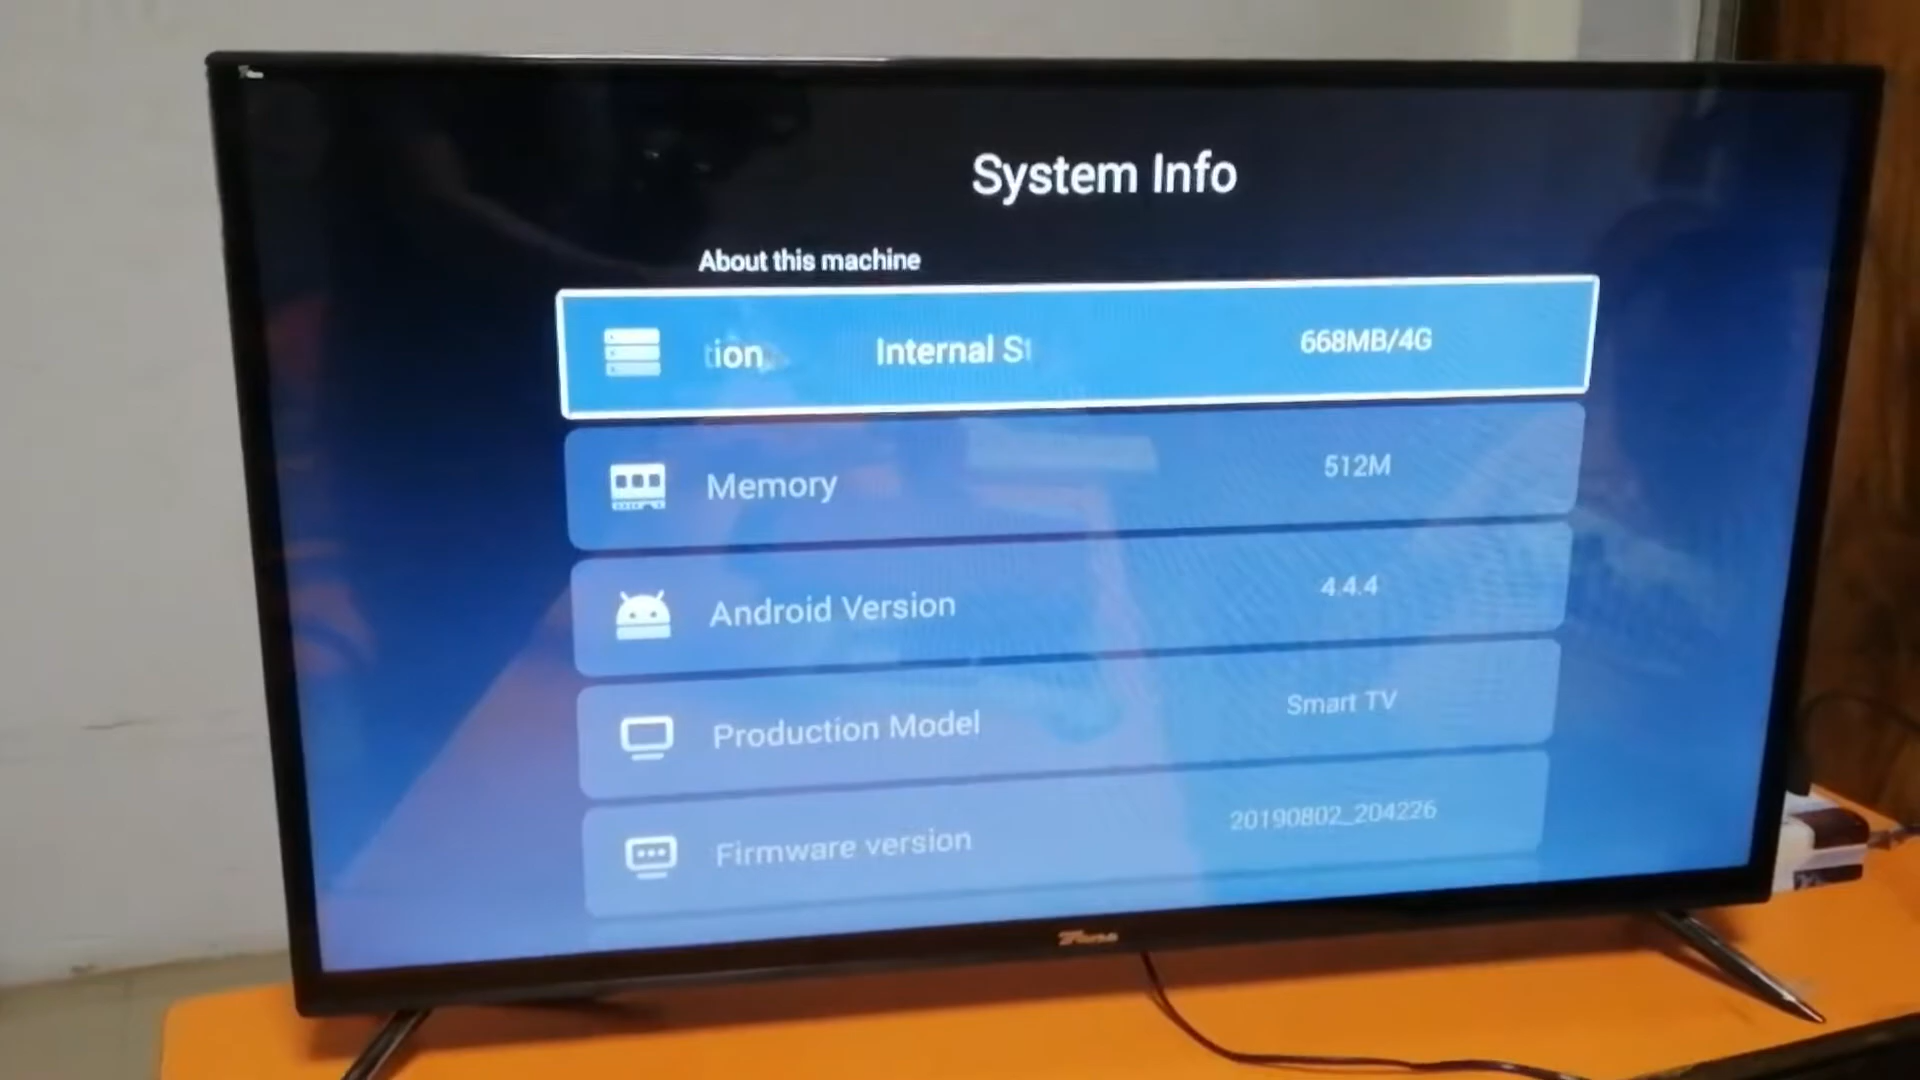 System Info
About this machine
tion Internal St 668MB/4G
Memory 512M
Android Version 4.4.4
Production Model Smart TV
Firmware version 20190802_204226